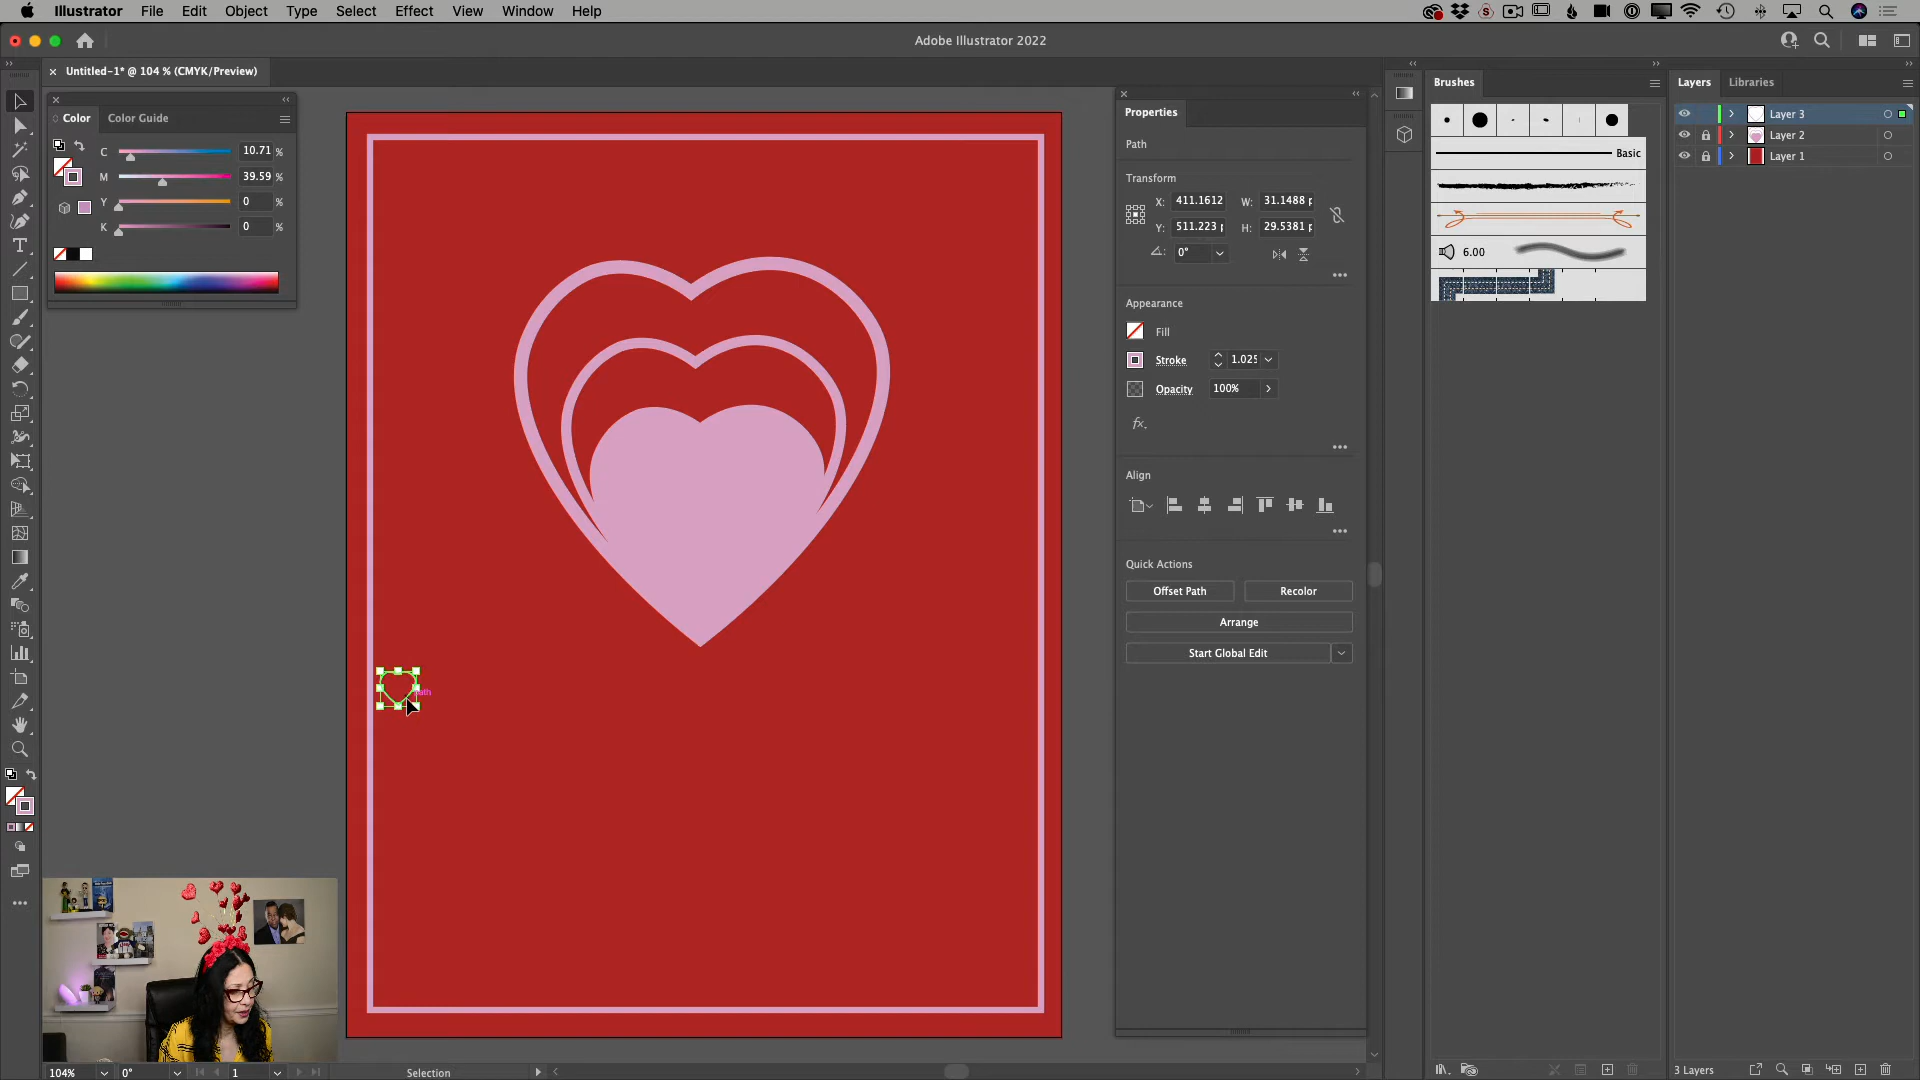 Illustrator File Edit Object Type Select Effect View Window Help
Adobe Illustrator 2022
Untitled-1* @ 104 % (CMYK/Preview)
Color Color Guide
C 10.71 %
M 39.59 %
Y 0 %
K 0 %
Properties
Path
Transform
X: 411.1612 W: 31.1488 p
Y: 511.223 H: 29.5381 p
0°
Appearance
Fill
Stroke 1.025
Opacity 100%
fx.
Align
Quick Actions
Offset Path Recolor
Arrange
Start Global Edit
Brushes
Basic
6.00
Layers Libraries
Layer 3
Layer 2
Layer 1
104% 0° 1 Selection
3 Layers